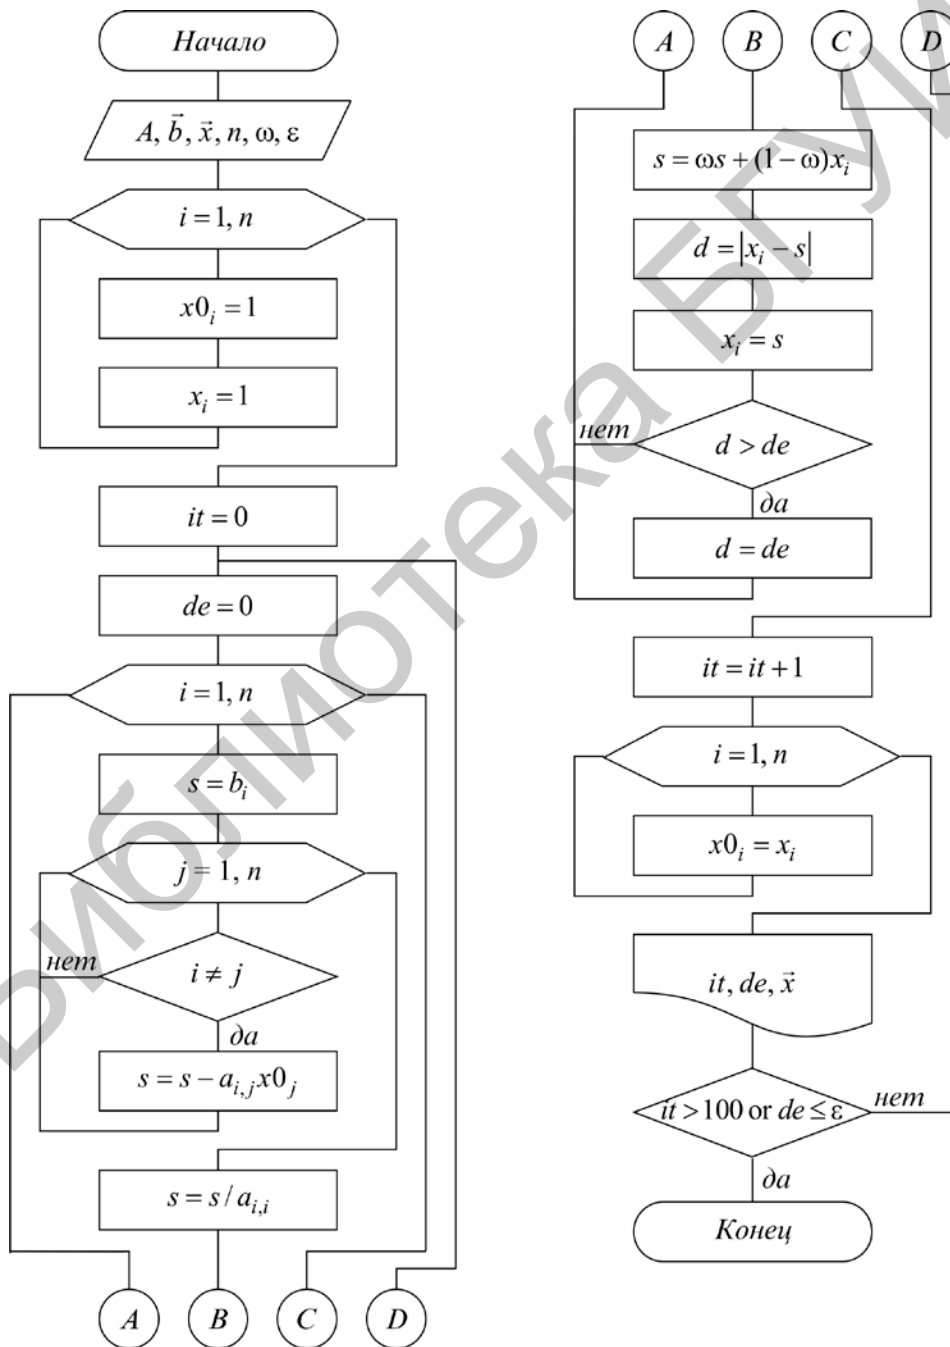 Начало
A, b⃗, x⃗, n, ω, ε
i = 1, n
x0ᵢ = 1
xᵢ = 1
it = 0
de = 0
i = 1, n
s = bᵢ
j = 1, n
нет
i ≠ j
да
s = s − aᵢ,ⱼx0ⱼ
s = s / aᵢ,ᵢ
A B C D
A B C D
s = ωs + (1 − ω)xᵢ
d = |xᵢ − s|
xᵢ = s
нет
d > de
да
d = de
it = it + 1
i = 1, n
x0ᵢ = xᵢ
it, de, x⃗
it > 100 or de ≤ ε
нет
да
Конец
Библиотека БГУИ